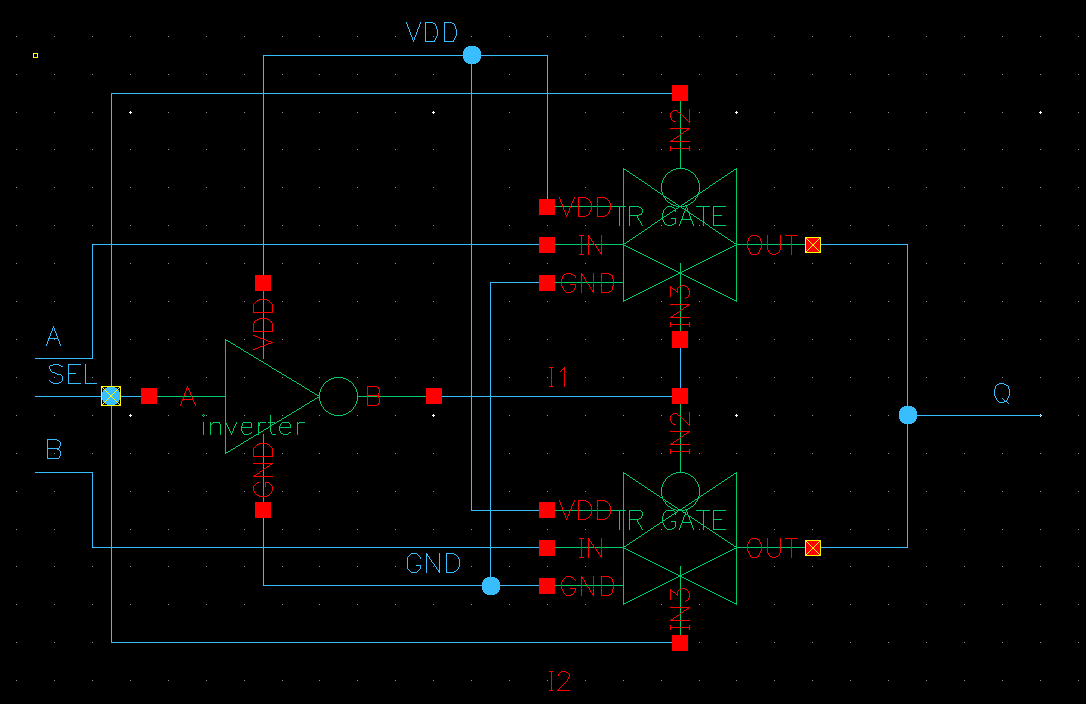 VDD
IN2
VDD
TR GATE
IN
OUT
GND
IN3
VDD
A
SEL
I1
A
B
inverter
Q
B
GND
IN2
VDD
TR GATE
IN
OUT
GND
GND
IN3
I2